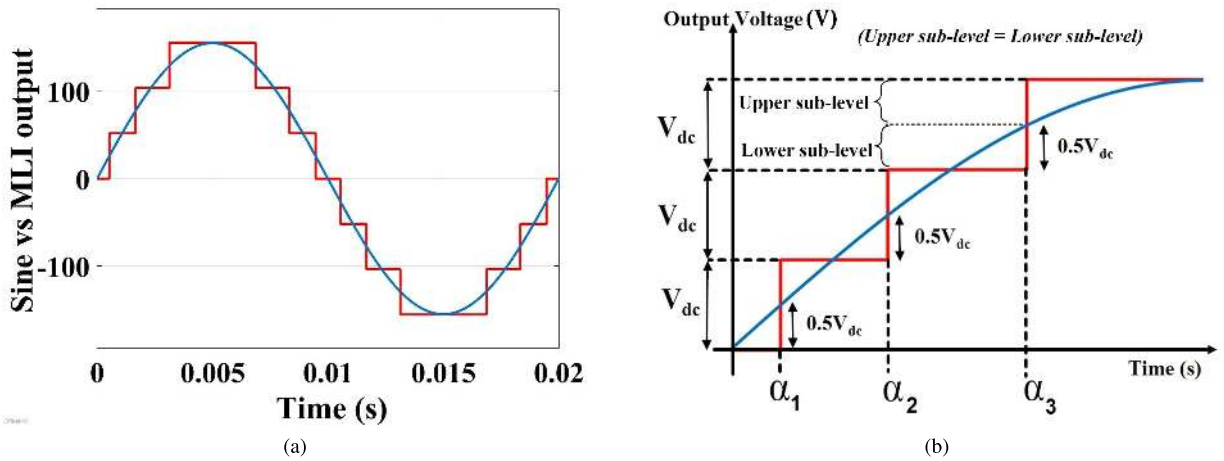 Sine vs MLI output
100
0
-100
0
0.005
0.01
0.015
0.02
Time (s)
(a)
Output Voltage (V)
(Upper sub-level = Lower sub-level)
Upper sub-level
Lower sub-level
V_dc
V_dc
V_dc
0.5V_dc
0.5V_dc
0.5V_dc
Time (s)
α_1
α_2
α_3
(b)